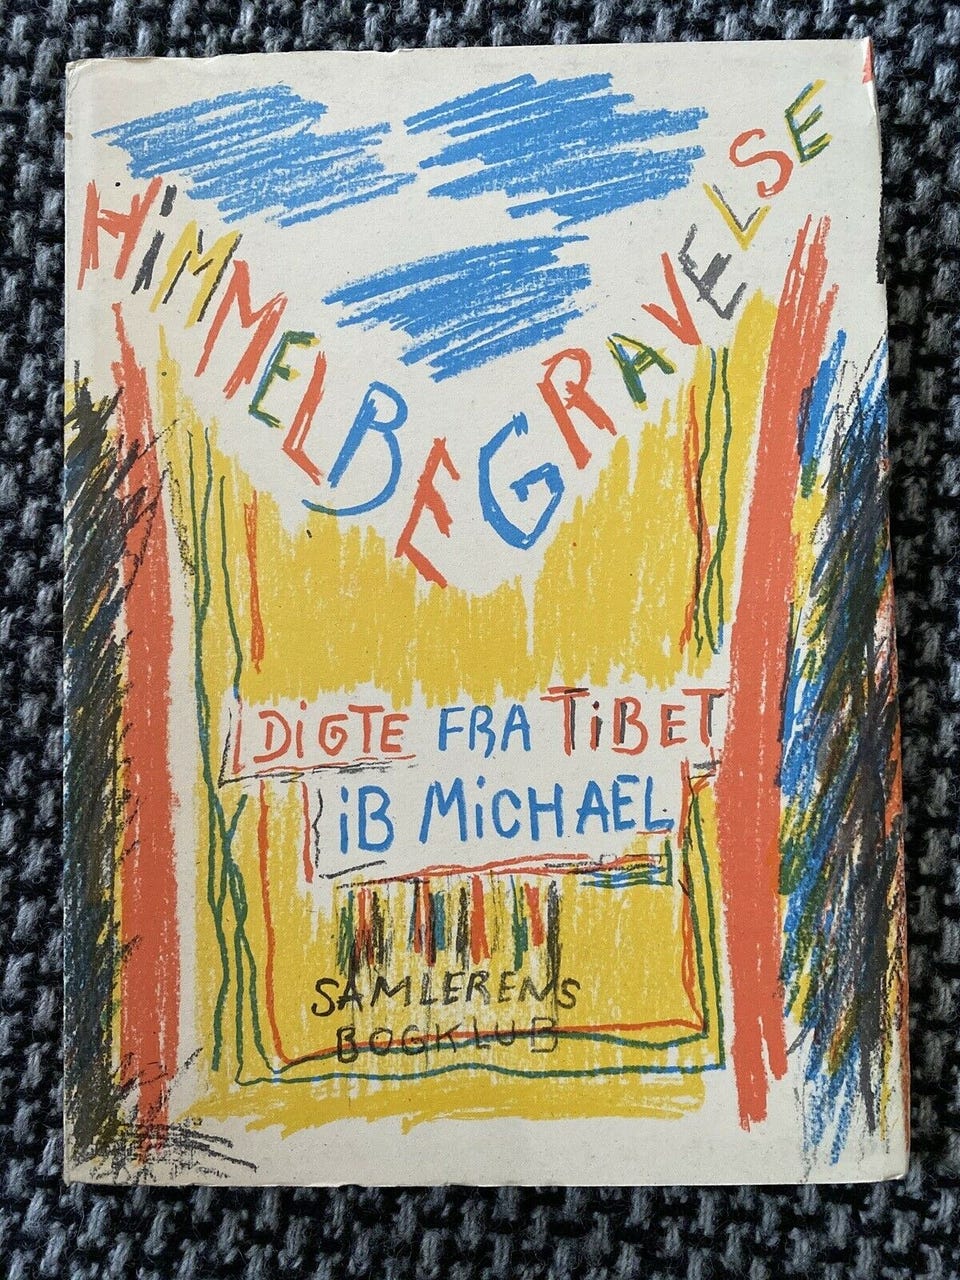 HiMMELBEGRAVELSE
DiGTE FRA TiBET
iB MiCHAEL
SAMLERENS
BOGKLUB